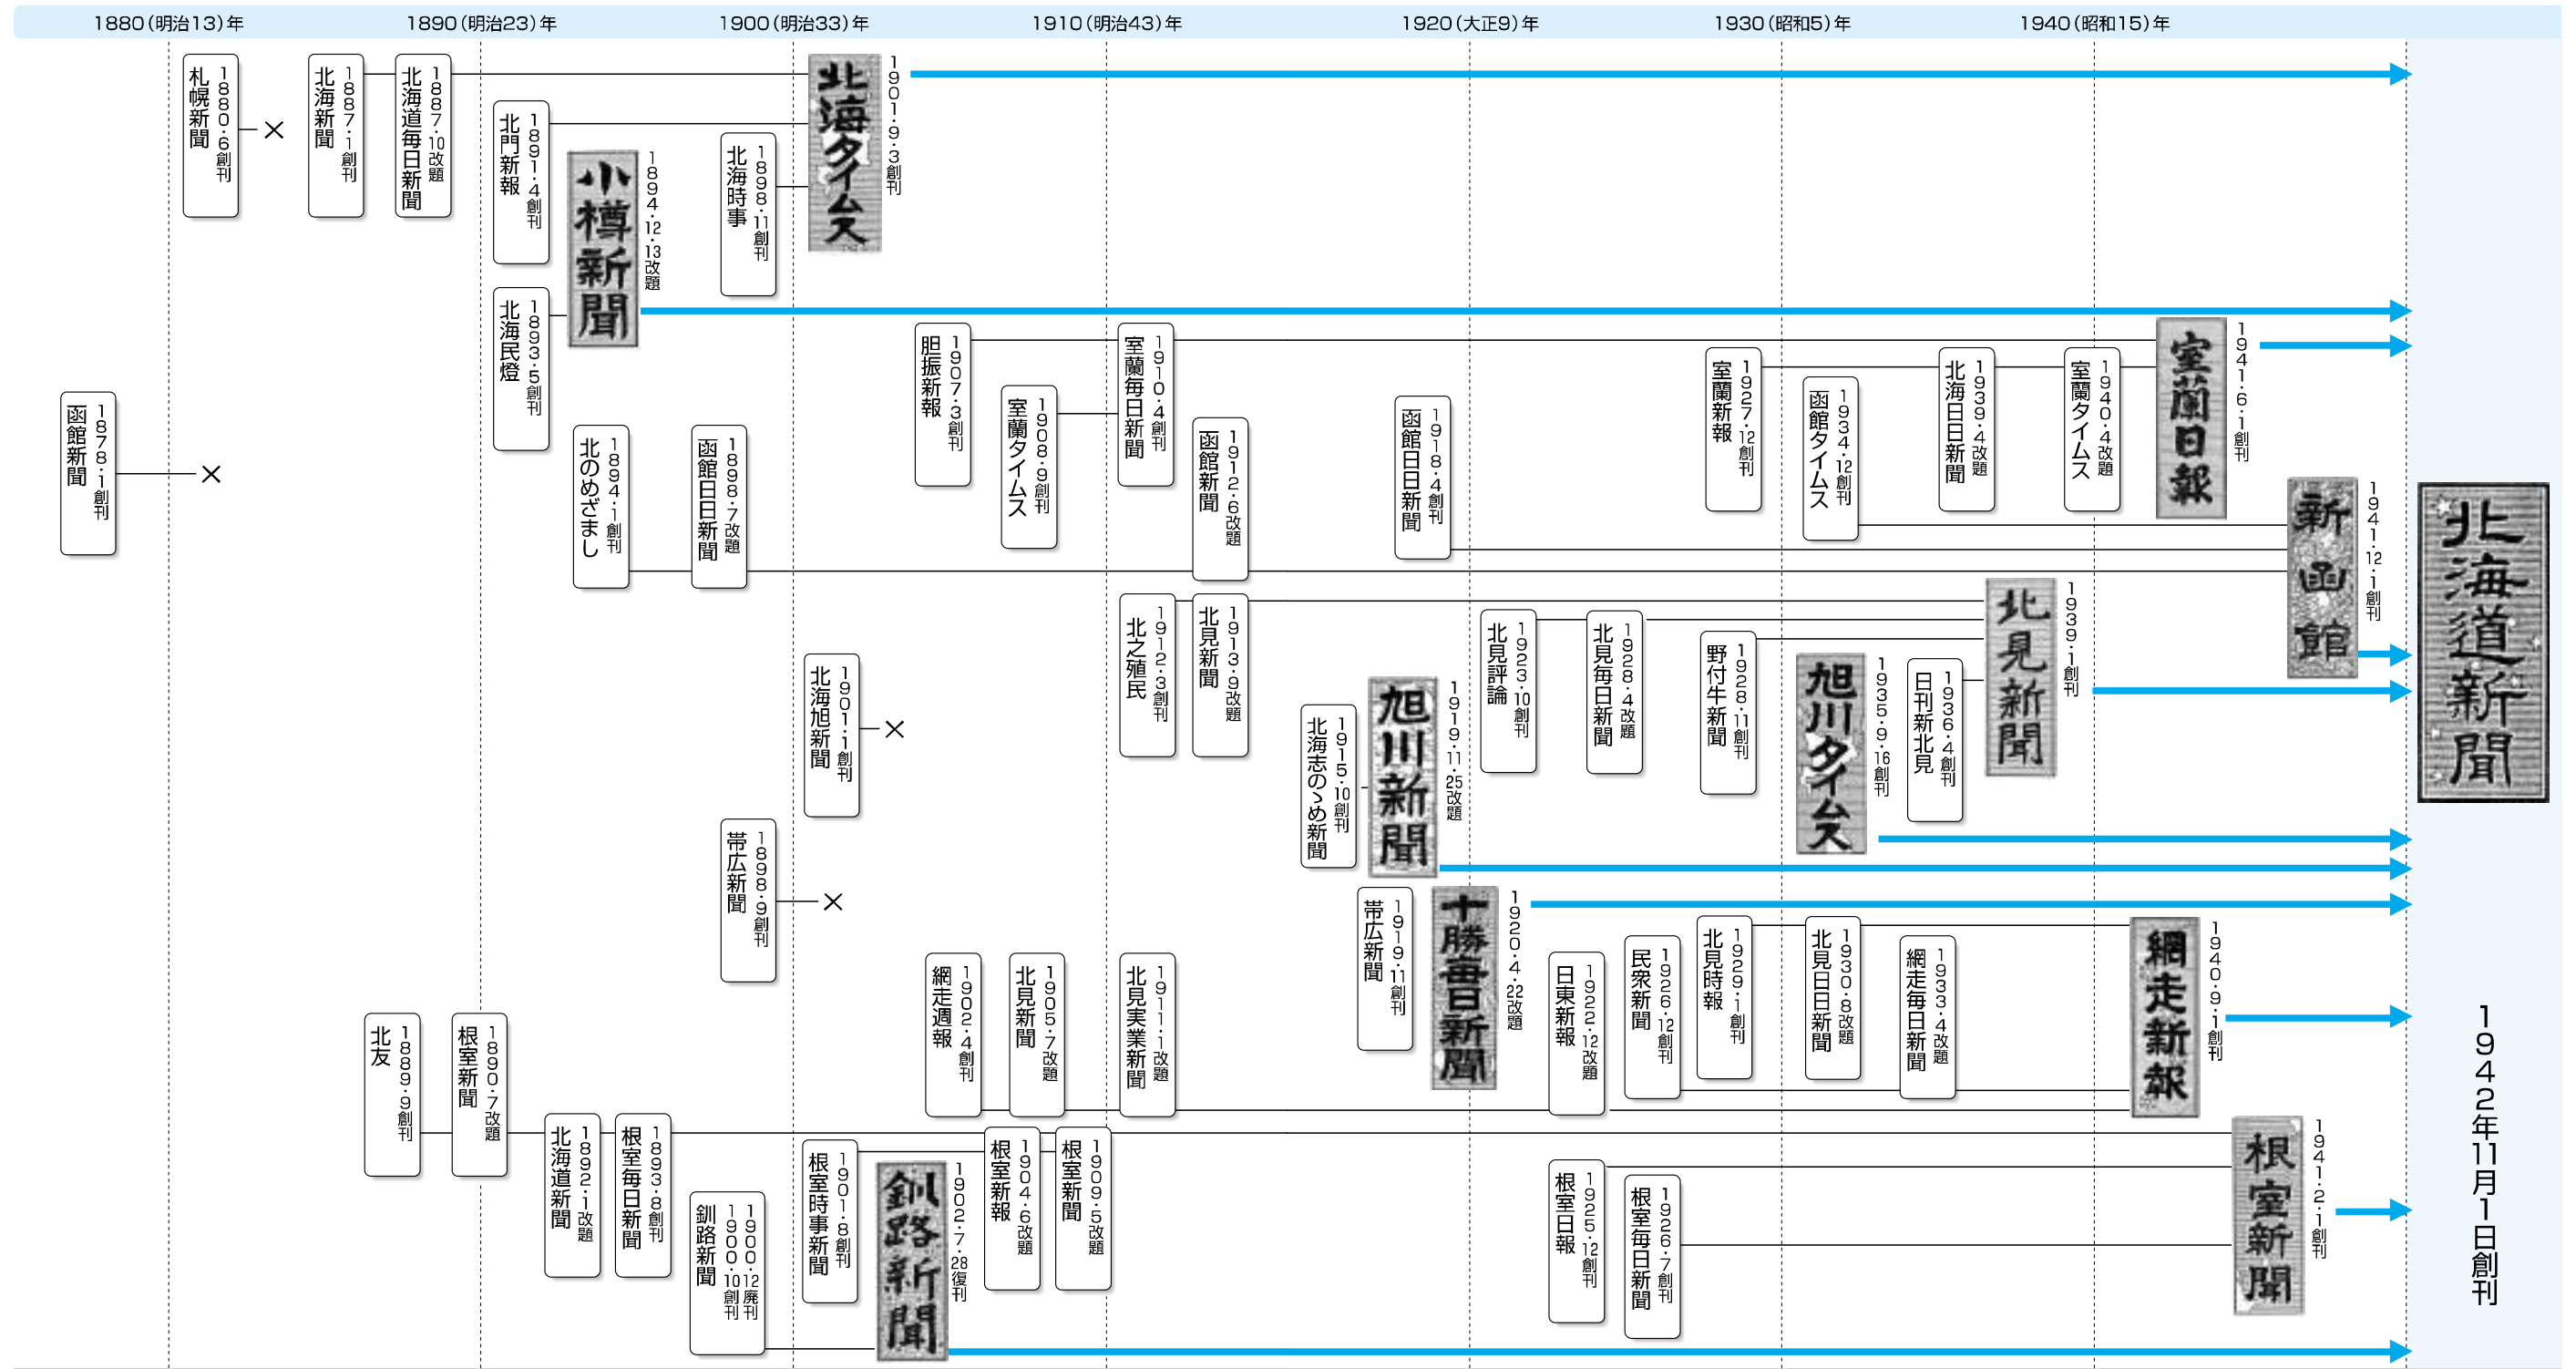 1880(明治13)年
1890(明治23)年
1900(明治33)年
1910(明治43)年
1920(大正9)年
1930(昭和5)年
1940(昭和15)年
1880・6創刊
札幌新聞
1887・1創刊
北海新聞
1887・10改題
北海道毎日新聞
1891・4創刊
北門新報
1894・12・13改題
小樽新聞
1898・11創刊
北海時事
1901・9・3創刊
北海タイムス
1893・5創刊
北海民燈
1878・1創刊
函館新聞
1894・1創刊
北のめざまし
1898・7改題
函館日日新聞
1907・3創刊
胆振新報
1908・9創刊
室蘭タイムス
1910・4創刊
室蘭毎日新聞
1912・6改題
函館新聞
1918・4創刊
函館日日新聞
1927・12創刊
室蘭新報
1934・12創刊
函館タイムス
1939・4改題
北海日日新聞
1940・4改題
室蘭タイムス
1941・6・1創刊
室蘭日報
1941・12・1創刊
新函館
1912・3創刊
北之殖民
1913・9改題
北見新聞
1923・10創刊
北見評論
1928・4改題
北見毎日新聞
1928・11創刊
野付牛新聞
1936・4創刊
日刊新北見
1939・1創刊
北見新聞
1901・1創刊
北海旭新聞
1915・10創刊
北海志のゝめ新聞
1919・11・25改題
旭川新聞
1935・9・16創刊
旭川タイムス
1898・9創刊
帯広新聞
1919・11創刊
帯広新聞
1920・4・22改題
十勝毎日新聞
1902・4創刊
網走週報
1905・7改題
北見新聞
1911・1改題
北見実業新聞
1922・12改題
日東新報
1926・12創刊
民衆新聞
1929・1創刊
北見時報
1930・8改題
北見日日新聞
1933・4改題
網走毎日新聞
1940・9・1創刊
網走新報
1889・9創刊
北友
1890・7改題
根室新聞
1892・1改題
北海道新聞
1893・8創刊
根室毎日新聞
1901・8創刊
根室時事新聞
1904・6改題
根室新報
1909・5改題
根室新聞
1925・12創刊
根室日報
1926・7創刊
根室毎日新聞
1941・2・1創刊
根室新聞
1900・12廃刊
1900・10創刊
釧路新聞
1902・7・28復刊
釧路新聞
北海道新聞
1942年11月1日創刊